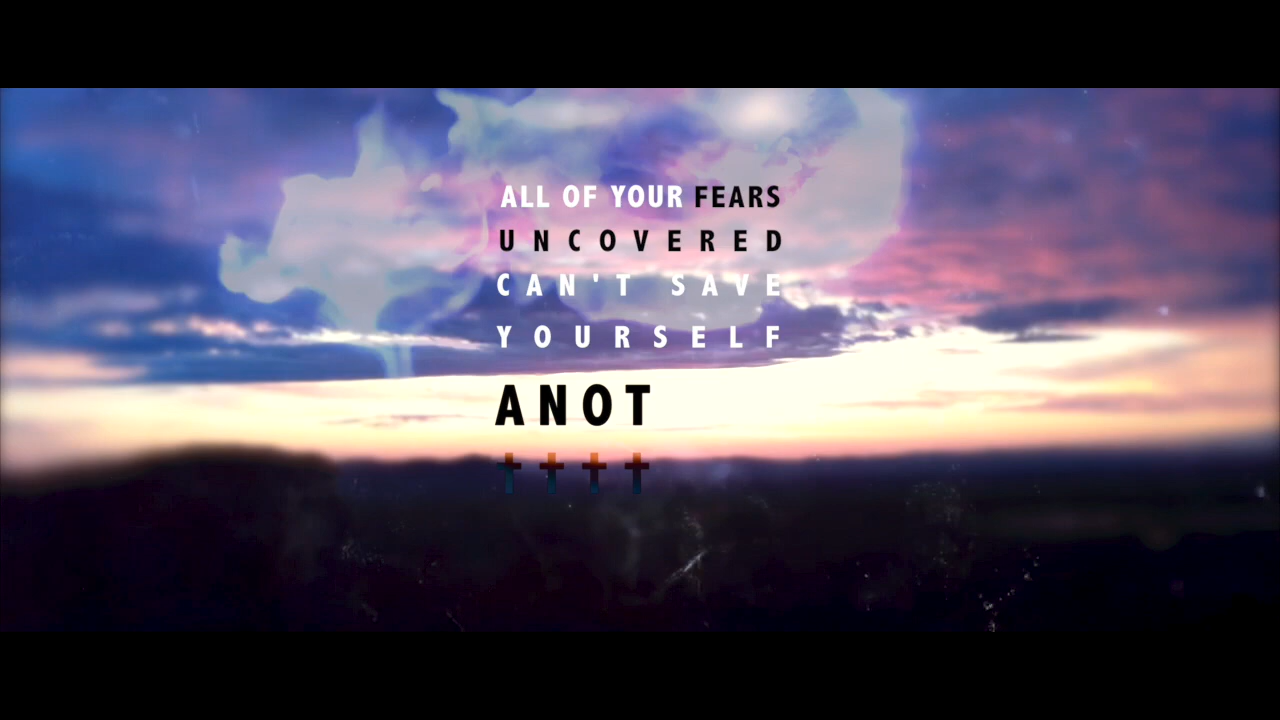 ALL OF YOUR FEARS
UNCOVERED
CAN'T SAVE
YOURSELF
ANOT
††††